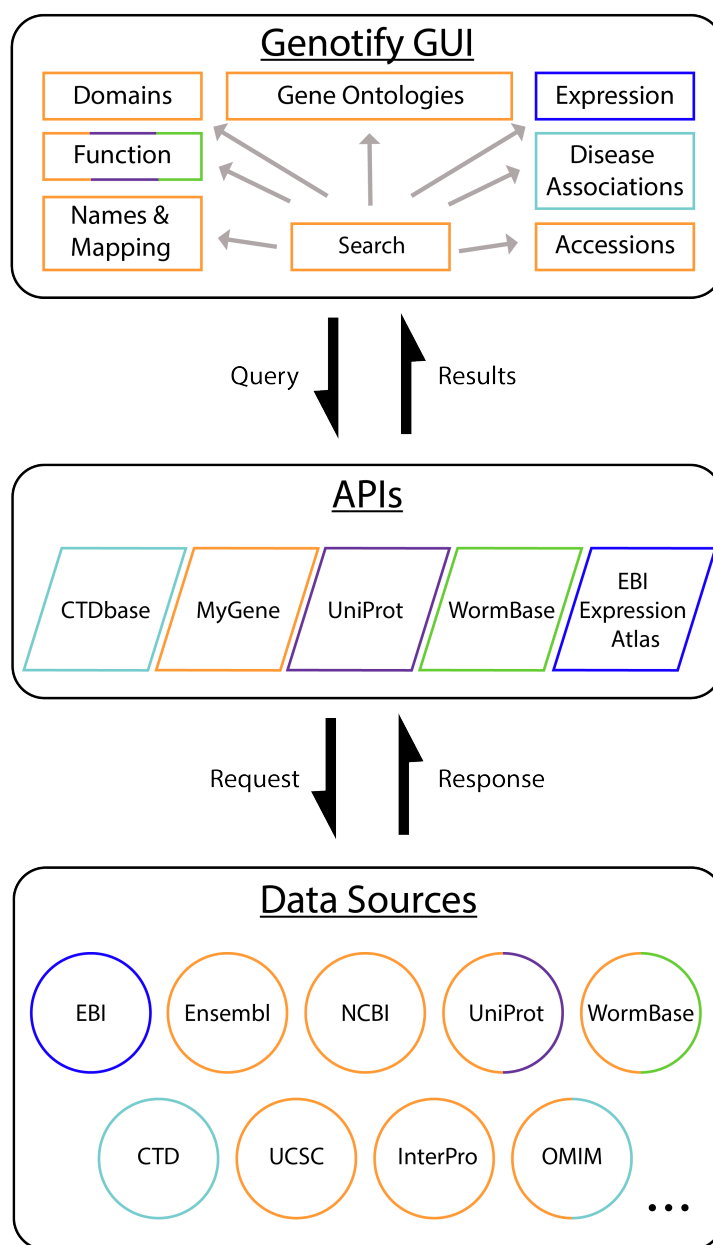 Genotify GUI
Domains
Gene Ontologies
Expression
Function
Disease
Associations
Names &
Mapping
Search
Accessions
Query
Results
APIs
CTDbase
MyGene
UniProt
WormBase
EBI
Expression
Atlas
Request
Response
Data Sources
EBI
Ensembl
NCBI
UniProt
WormBase
CTD
UCSC
InterPro
OMIM
...